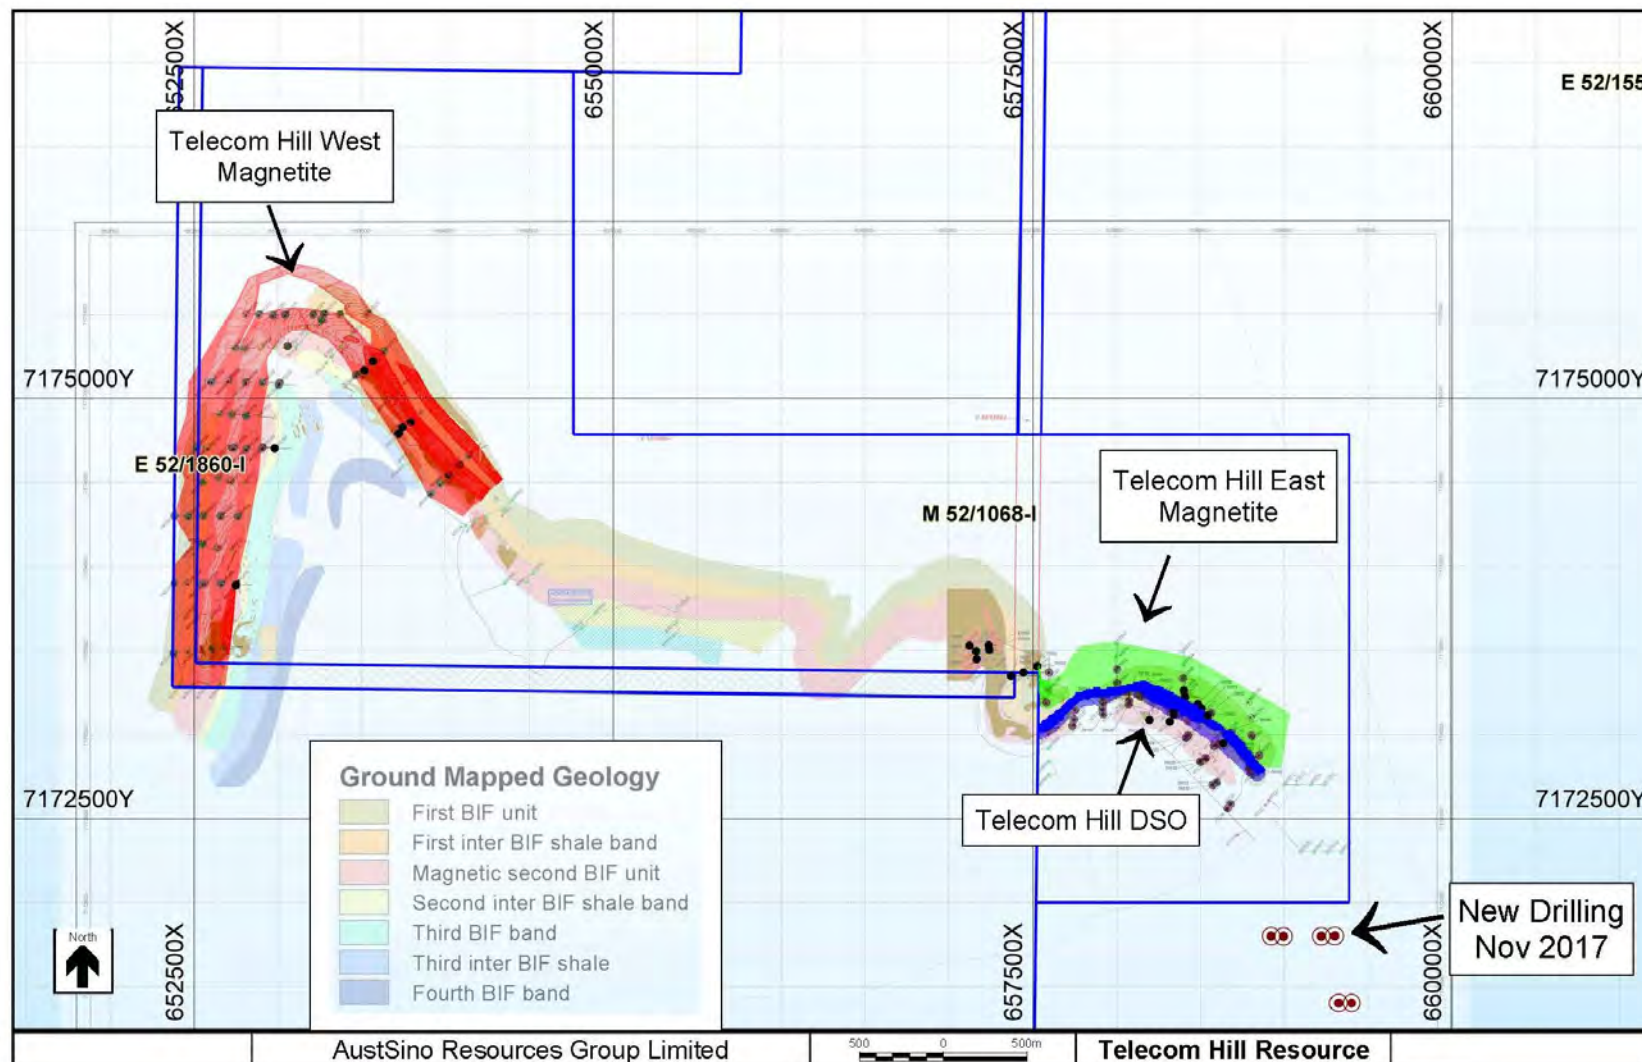 652500X
655000X
657500X
660000X
E 52/155
Telecom Hill West
Magnetite
7175000Y
7175000Y
E 52/1860-I
M 52/1068-I
Telecom Hill East
Magnetite
Telecom Hill DSO
7172500Y
7172500Y
Ground Mapped Geology
First BIF unit
First inter BIF shale band
Magnetic second BIF unit
Second inter BIF shale band
Third BIF band
Third inter BIF shale
Fourth BIF band
North
New Drilling
Nov 2017
652500X
657500X
660000X
AustSino Resources Group Limited
500 0 500m
Telecom Hill Resource